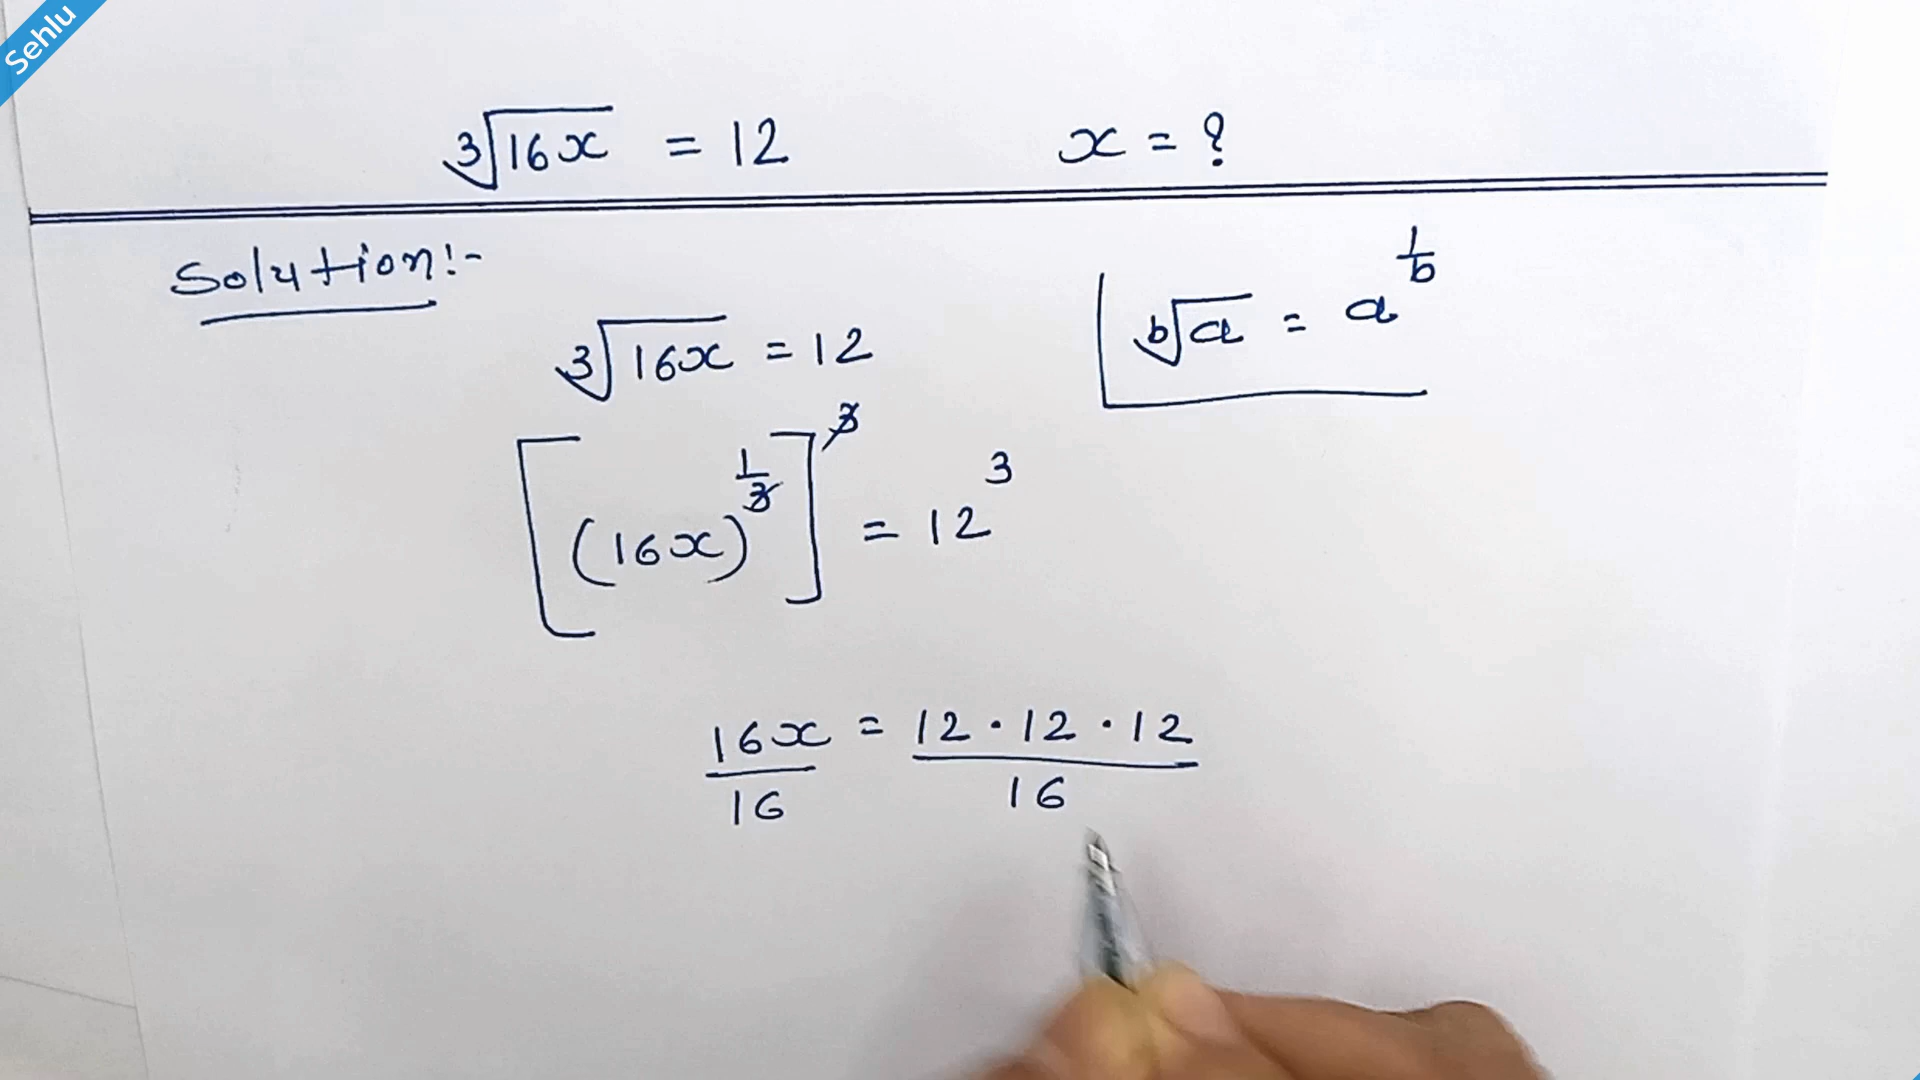 Sehlu
∛16x = 12 x = ?
Solution:-
∛16x = 12
ᵇ√a = a^(1/b)
[(16x)^(1/3)]^3 = 12^3
16x/16 = 12·12·12/16